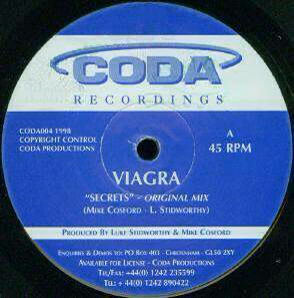 CODA
RECORDINGS
CODA004 1998
COPYRIGHT CONTROL
CODA PRODUCTIONS
A
45 RPM
VIAGRA
"SECRETS" - ORIGINAL MIX
(MIKE COSFORD - L. STIDWORTHY)
PRODUCED BY LUKE STIDWORTHY & MIKE COSFORD
ENQUIRIES & DEMOS TO: PO BOX 403 - CHELTENHAM - GL50 2XY
AVAILABLE FOR LICENSE - CODA PRODUCTIONS
TEL/FAX: +44(0) 1242 235599
TEL: +44(0) 1242 890422